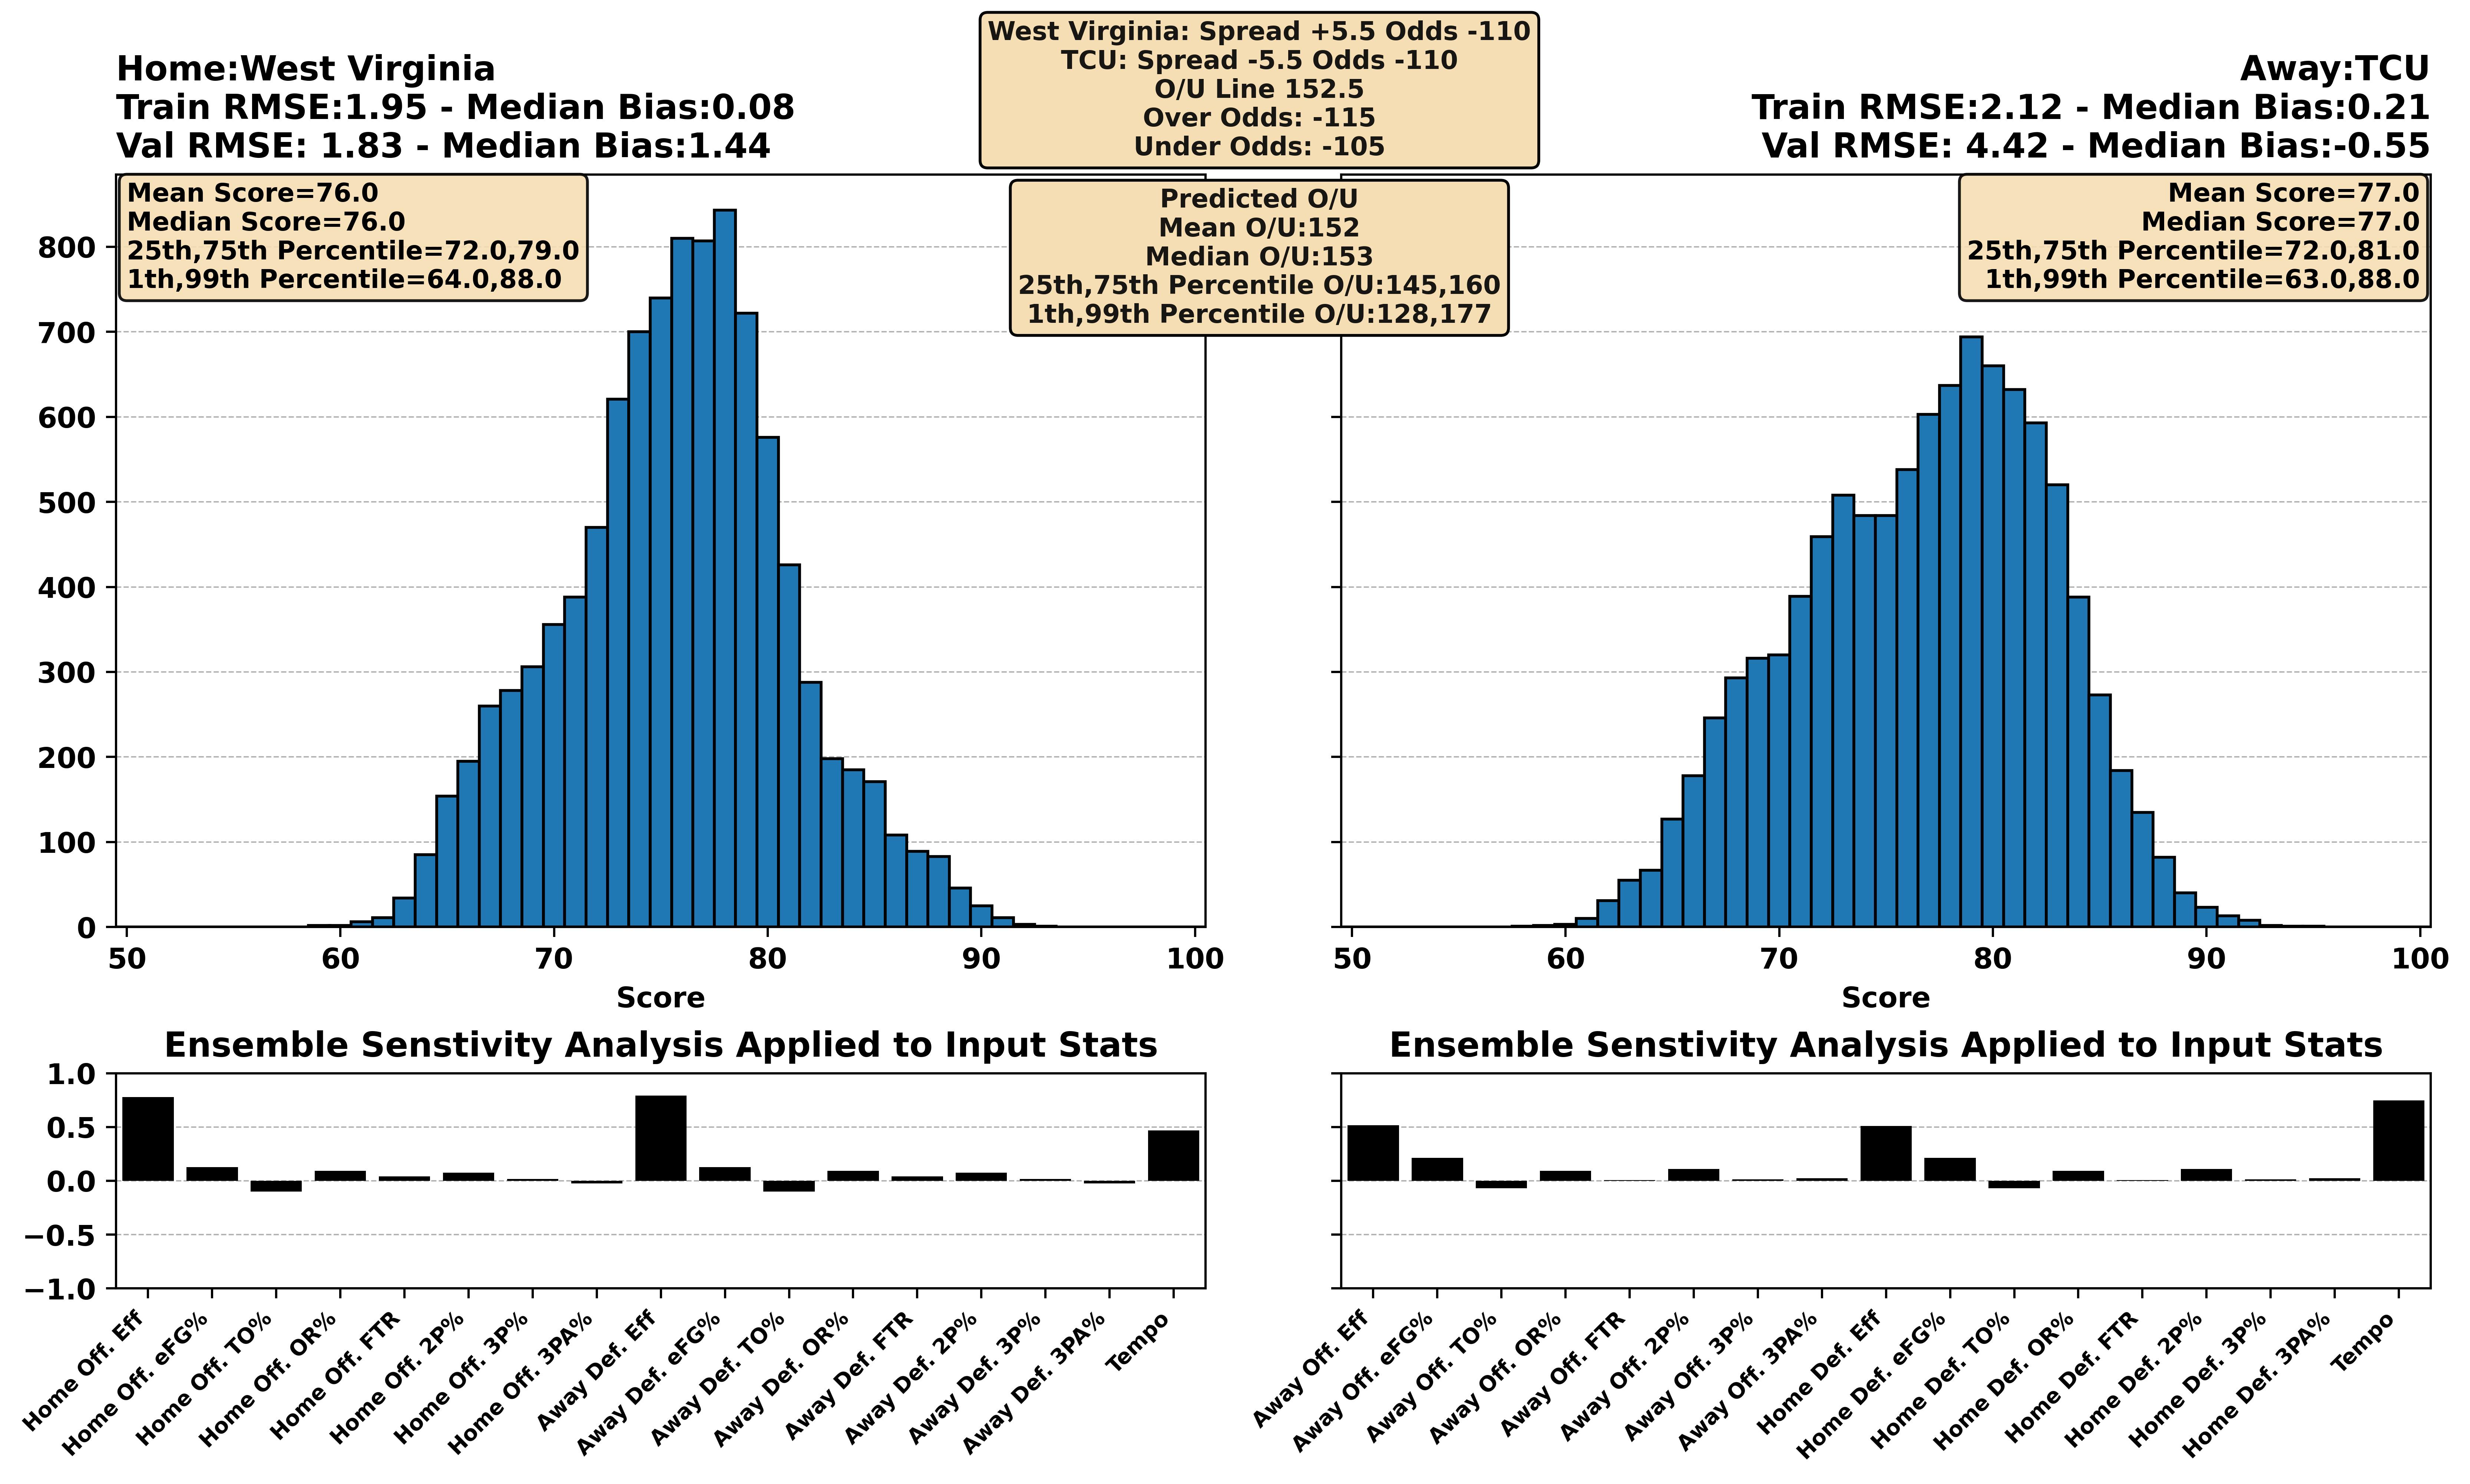 West Virginia: Spread +5.5 Odds -110
TCU: Spread -5.5 Odds -110
O/U Line 152.5
Over Odds: -115
Under Odds: -105
Home:West Virginia
Train RMSE:1.95 - Median Bias:0.08
Val RMSE: 1.83 - Median Bias:1.44
Away:TCU
Train RMSE:2.12 - Median Bias:0.21
Val RMSE: 4.42 - Median Bias:-0.55
Mean Score=76.0
Median Score=76.0
25th,75th Percentile=72.0,79.0
1th,99th Percentile=64.0,88.0
Predicted O/U
Mean O/U:152
Median O/U:153
25th,75th Percentile O/U:145,160
1th,99th Percentile O/U:128,177
Mean Score=77.0
Median Score=77.0
25th,75th Percentile=72.0,81.0
1th,99th Percentile=63.0,88.0
800
700
600
500
400
300
200
100
0
50 60 70 80 90 100
Score
50 60 70 80 90 100
Score
Ensemble Senstivity Analysis Applied to Input Stats
1.0
0.5
0.0
−0.5
−1.0
Home Off. Eff
Home Off. eFG%
Home Off. TO%
Home Off. OR%
Home Off. FTR
Home Off. 2P%
Home Off. 3P%
Home Off. 3PA%
Away Def. Eff
Away Def. eFG%
Away Def. TO%
Away Def. OR%
Away Def. FTR
Away Def. 2P%
Away Def. 3P%
Away Def. 3PA%
Tempo
Ensemble Senstivity Analysis Applied to Input Stats
Away Off. Eff
Away Off. eFG%
Away Off. TO%
Away Off. OR%
Away Off. FTR
Away Off. 2P%
Away Off. 3P%
Away Off. 3PA%
Home Def. Eff
Home Def. eFG%
Home Def. TO%
Home Def. OR%
Home Def. FTR
Home Def. 2P%
Home Def. 3P%
Home Def. 3PA%
Tempo